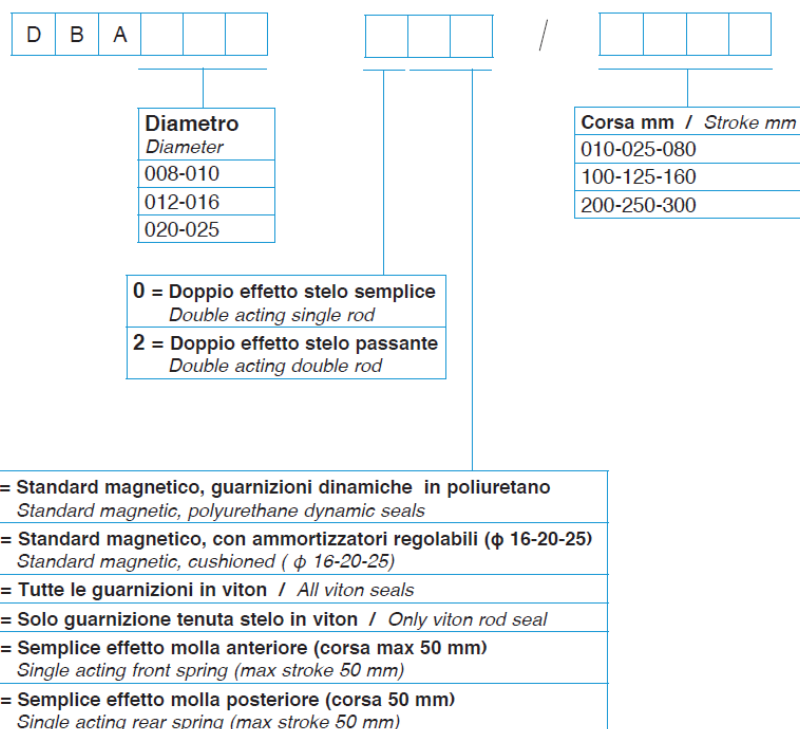 D B A /
Diametro
Diameter
008-010
012-016
020-025
Corsa mm / Stroke mm
010-025-080
100-125-160
200-250-300
0 = Doppio effetto stelo semplice
Double acting single rod
2 = Doppio effetto stelo passante
Double acting double rod
= Standard magnetico, guarnizioni dinamiche in poliuretano
Standard magnetic, polyurethane dynamic seals
= Standard magnetico, con ammortizzatori regolabili (ϕ 16-20-25)
Standard magnetic, cushioned ( ϕ 16-20-25)
= Tutte le guarnizioni in viton / All viton seals
= Solo guarnizione tenuta stelo in viton / Only viton rod seal
= Semplice effetto molla anteriore (corsa max 50 mm)
Single acting front spring (max stroke 50 mm)
= Semplice effetto molla posteriore (corsa 50 mm)
Single acting rear spring (max stroke 50 mm)